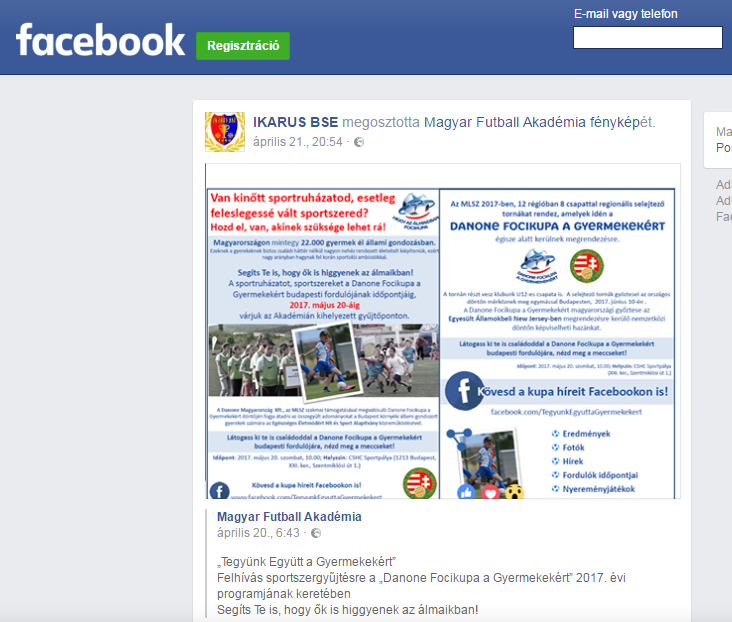 facebook
Regisztráció
E-mail vagy telefon
IKARUS BSE megosztotta Magyar Futball Akadémia fényképét.
április 21., 20:54 ·
Ma
Po
Ad
Ad
Fac
Van kinőtt sportruházatod, esetleg
feleslegessé vált sportszered?
Hozd el, van, akinek szüksége lehet rá!
Magyarországon mintegy 22.000 gyermek él állami gondozásban.
Segíts Te is, hogy ők is higgyenek az álmaikban!
A sportruházatot, sportszereket a Danone Focikupa a
Gyermekekért budapesti fordulójának időpontjáig,
2017. május 20-áig
várjuk az Akadémián kihelyezett gyűjtőponton.
Látogass ki te is családoddal a Danone Focikupa a Gyermekekért
budapesti fordulójára, nézd meg a meccseket!
Időpont: 2017. május 20. szombat, 10.00; Helyszín: CSHC Sportpálya (1213 Budapest,
XXI. ker., Szentmiklósi út 1.)
Kövesd a kupa híreit Facebookon is!
www.facebook.com/TegyunkEgyuttaGyermekekert
Az MLSZ 2017-ben, 12 régióban 8 csapattal regionális selejtező
tornákat rendez, amelyek idén a
DANONE FOCIKUPA A GYERMEKEKÉRT
égisze alatt kerülnek megrendezésre.
A tornán részt vesz klubunk U12-es csapata is. A selejtező tornák győztesei az országos
döntőn mérkőznek meg egymással Budapesten, 2017. június 10-én.
A Danone Focikupa a Gyermekekért magyarországi győztese az
Egyesült Államokbeli New Jersey-ben megrendezésre kerülő nemzetközi
döntőn képviselheti hazánkat.
Látogass ki te is családoddal a Danone Focikupa a Gyermekekért
budapesti fordulójára, nézd meg a meccseket!
Időpont: 2017. május 20. szombat, 10.00; Helyszín: CSHC Sportpálya
(XXI. ker., Szentmiklósi út 1.)
Kövesd a kupa híreit Facebookon is!
facebook.com/TegyunkEgyuttaGyermekekert
Eredmények
Fotók
Hírek
Fordulók időpontjai
Nyereményjátékok
Magyar Futball Akadémia
április 20., 6:43 ·
„Tegyünk Együtt a Gyermekekért”
Felhívás sportszergyűjtésre a „Danone Focikupa a Gyermekekért” 2017. évi
programjának keretében
Segíts Te is, hogy ők is higgyenek az álmaikban!